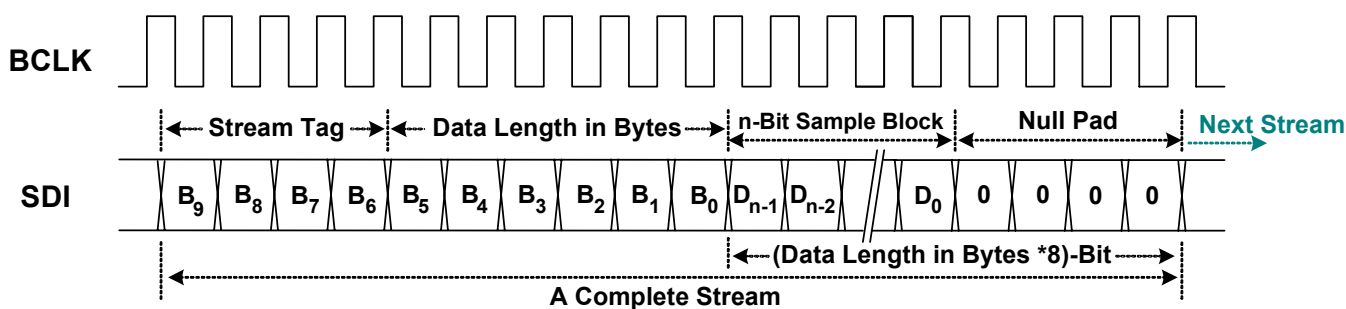 BCLK
Stream Tag Data Length in Bytes n-Bit Sample Block Null Pad Next Stream
SDI B9 B8 B7 B6 B5 B4 B3 B2 B1 B0 Dn-1 Dn-2 D0 0 0 0 0
(Data Length in Bytes *8)-Bit
A Complete Stream